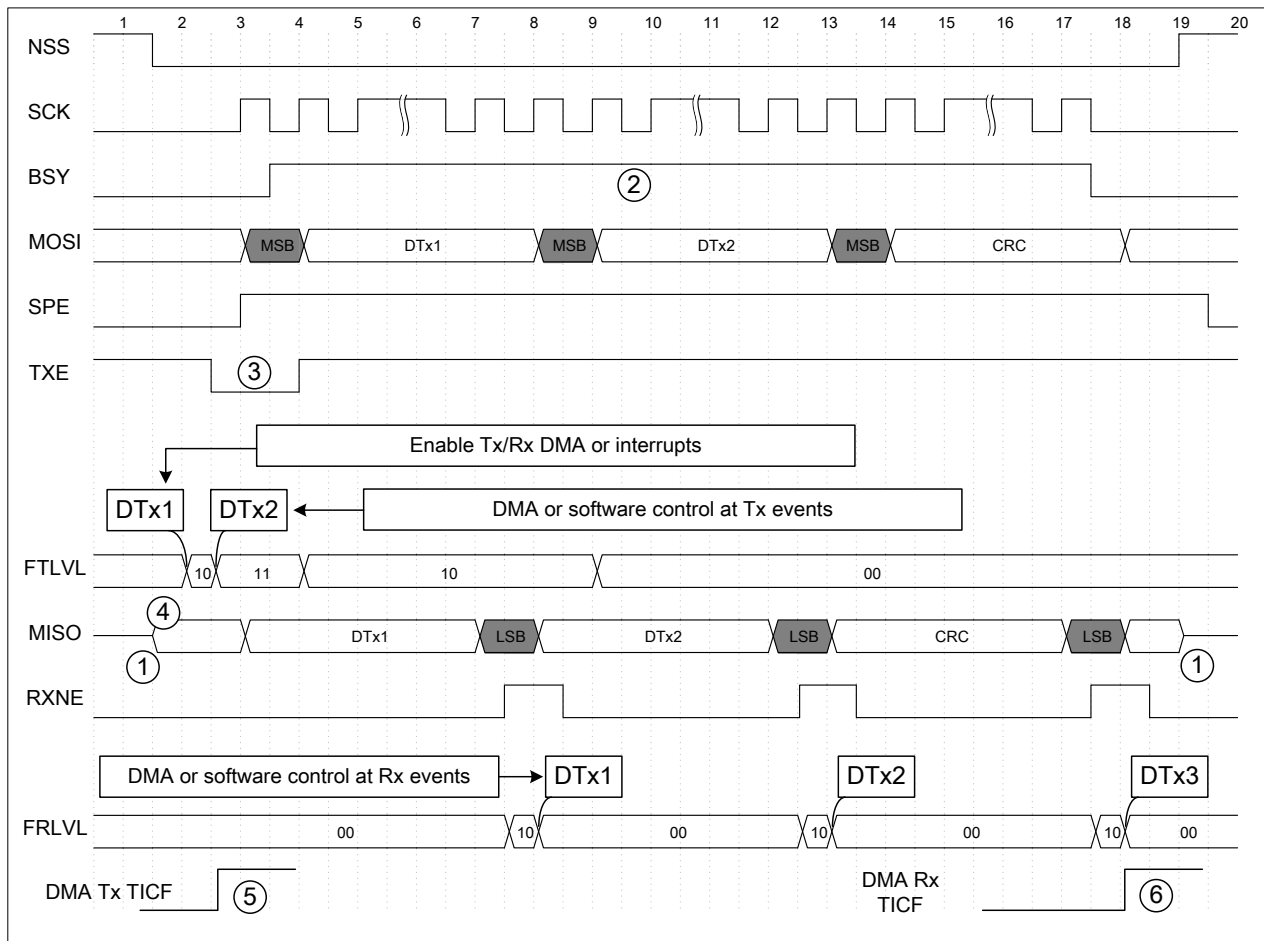 1 2 3 4 5 6 7 8 9 10 11 12 13 14 15 16 17 18 19 20
NSS
SCK
BSY
2
MOSI MSB DTx1 MSB DTx2 MSB CRC
SPE
TXE
3
Enable Tx/Rx DMA or interrupts
DTx1 DTx2 DMA or software control at Tx events
FTLVL 10 11 10 00
4
MISO DTx1 LSB DTx2 LSB CRC LSB
1 1
RXNE
DMA or software control at Rx events DTx1 DTx2 DTx3
FRLVL 00 10 00 10 00 10 00
DMA Tx TICF 5 DMA Rx 6
TICF